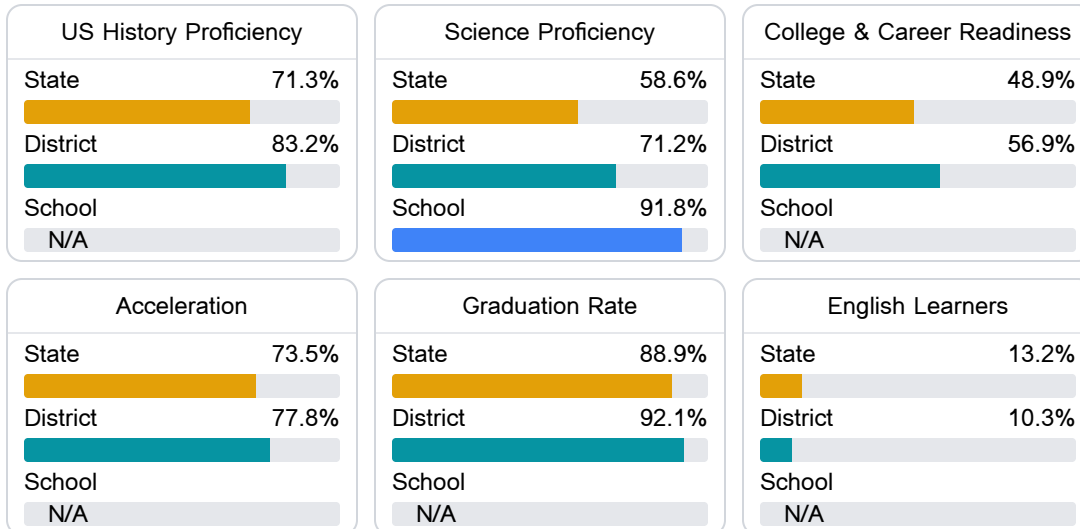 US History Proficiency
State 71.3%
District 83.2%
School
N/A
Science Proficiency
State 58.6%
District 71.2%
School 91.8%
College & Career Readiness
State 48.9%
District 56.9%
School
N/A
Acceleration
State 73.5%
District 77.8%
School
N/A
Graduation Rate
State 88.9%
District 92.1%
School
N/A
English Learners
State 13.2%
District 10.3%
School
N/A